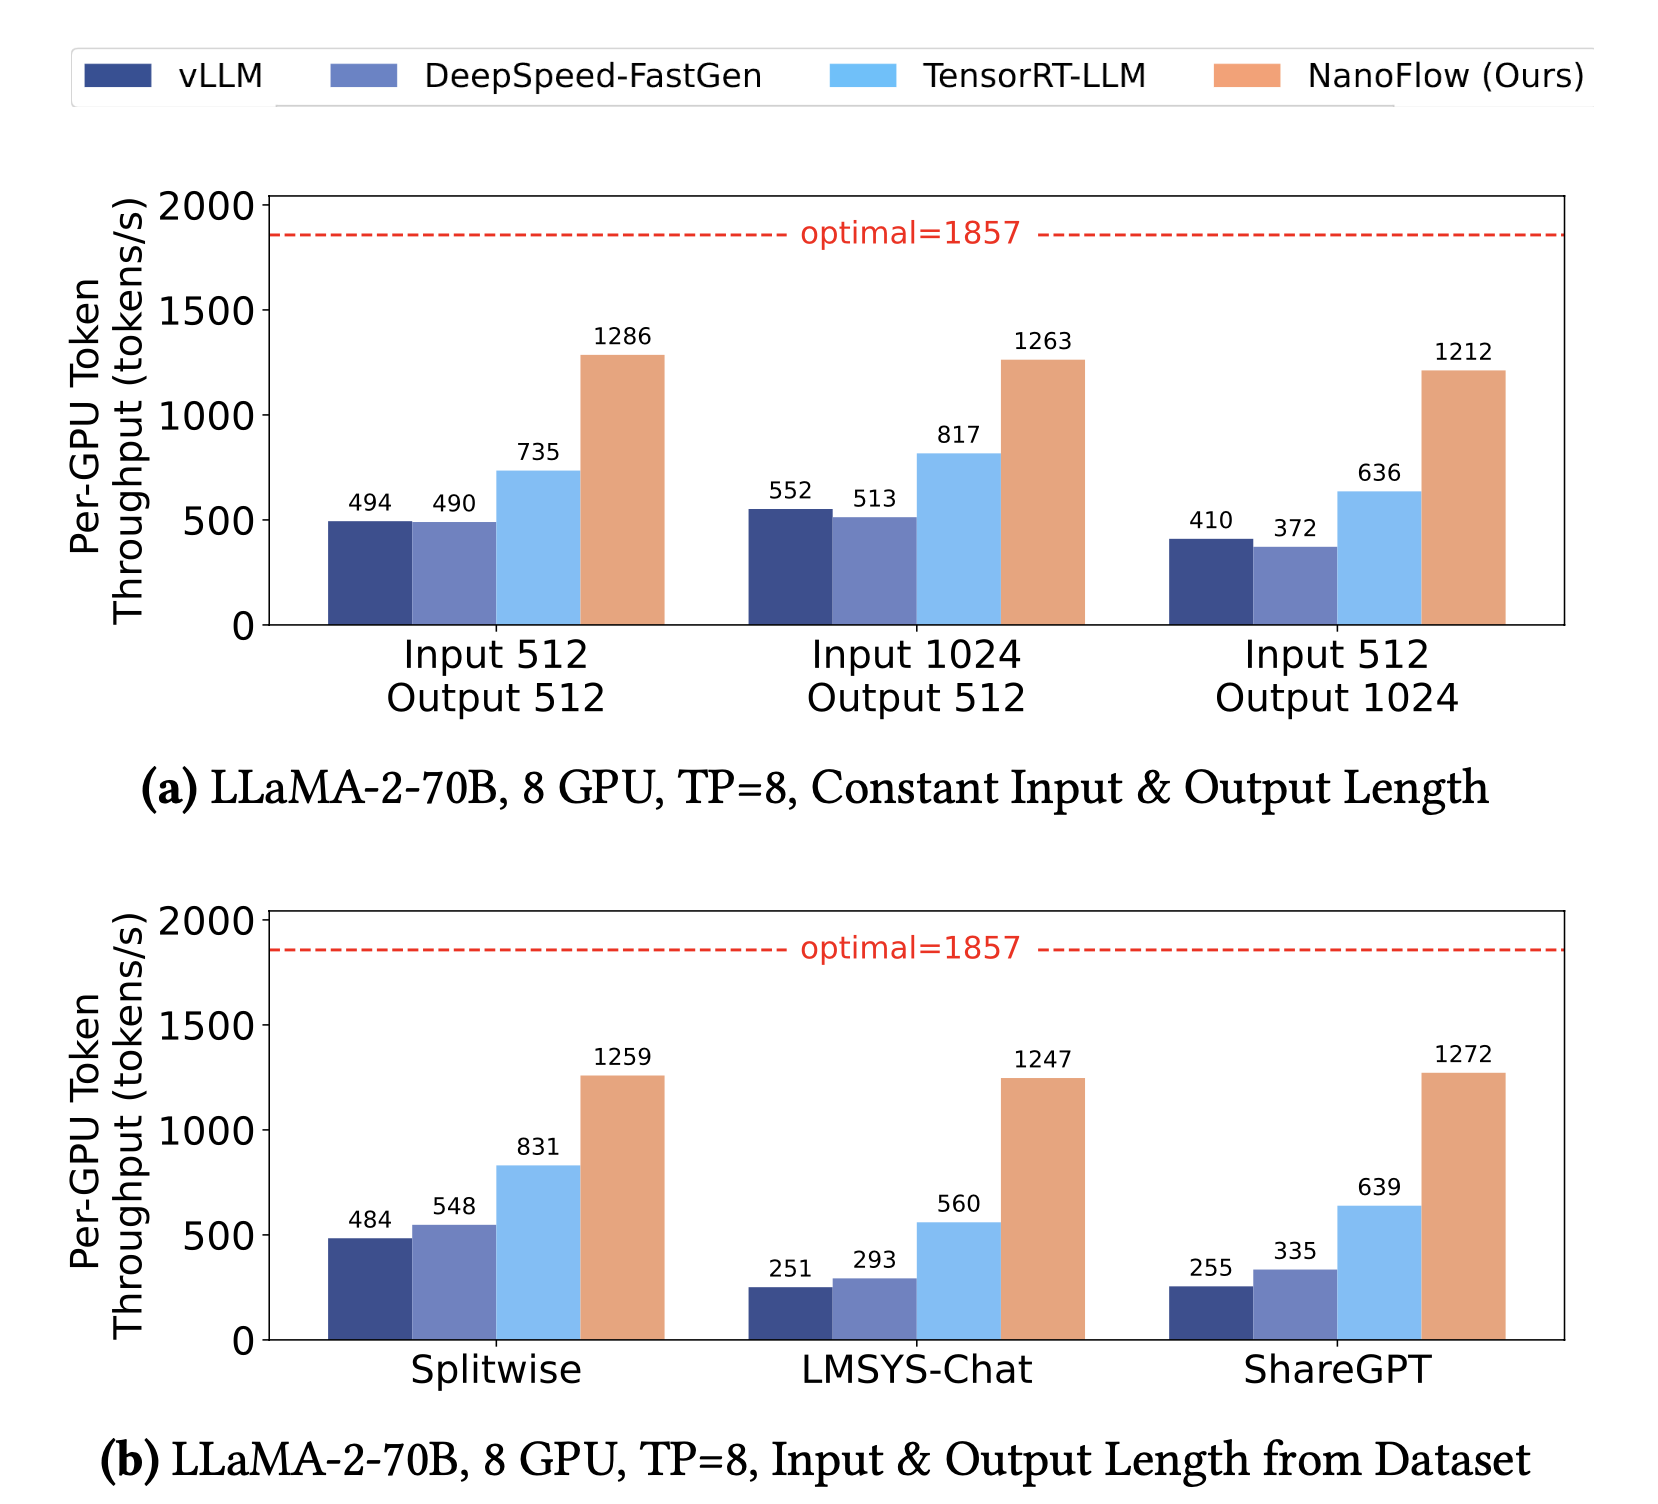 vLLM DeepSpeed-FastGen TensorRT-LLM NanoFlow (Ours)
Per-GPU Token
Throughput (tokens/s)
2000
1500
1000
500
0
optimal=1857
494 490 735 1286
552 513 817 1263
410 372 636 1212
Input 512
Output 512
Input 1024
Output 512
Input 512
Output 1024
(a) LLaMA-2-70B, 8 GPU, TP=8, Constant Input & Output Length
Per-GPU Token
Throughput (tokens/s)
2000
1500
1000
500
0
optimal=1857
484 548 831 1259
251 293 560 1247
255 335 639 1272
Splitwise LMSYS-Chat ShareGPT
(b) LLaMA-2-70B, 8 GPU, TP=8, Input & Output Length from Dataset